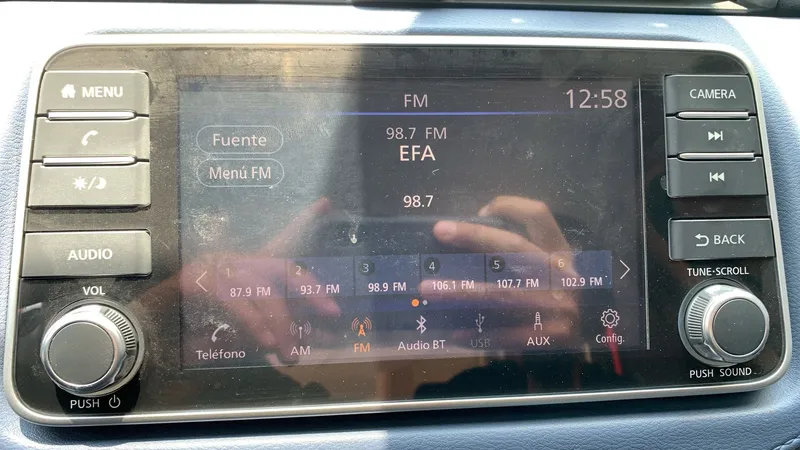 MENU
AUDIO
VOL
PUSH
FM
12:58
Fuente
98.7 FM
EFA
Menú FM
98.7
1 2 3 4 5 6
87.9 FM 93.7 FM 98.9 FM 106.1 FM 107.7 FM 102.9 FM
Teléfono AM FM Audio BT USB AUX Config.
CAMERA
BACK
TUNE·SCROLL
PUSH SOUND